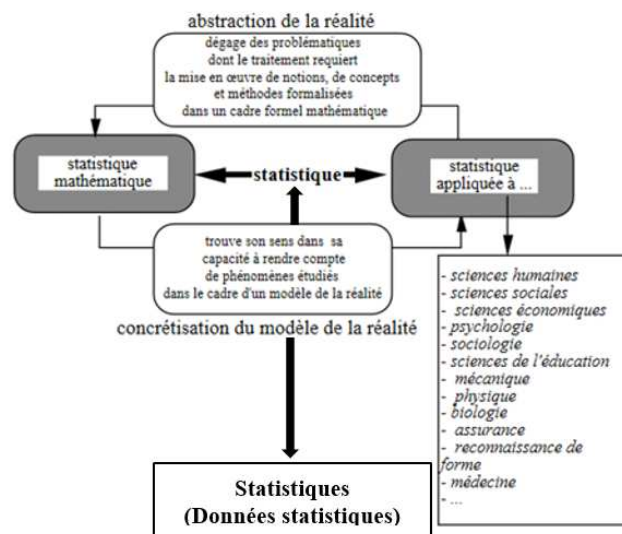 abstraction de la réalité
dégage des problématiques
dont le traitement requiert
la mise en œuvre de notions, de concepts
et méthodes formalisées
dans un cadre formel mathématique
statistique
mathématique
statistique
statistique
appliquée à ...
trouve son sens dans sa
capacité à rendre compte
de phénomènes étudiés
dans le cadre d'un modèle de la réalité
concrétisation du modèle de la réalité
- sciences humaines
- sciences sociales
- sciences économiques
- psychologie
- sociologie
- sciences de l'éducation
- mécanique
- physique
- biologie
- assurance
- reconnaissance de
forme
- médecine
- ...
Statistiques
(Données statistiques)